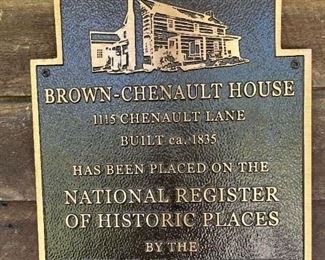 BROWN-CHENAULT HOUSE
1115 CHENAULT LANE
BUILT ca. 1835
HAS BEEN PLACED ON THE
NATIONAL REGISTER
OF HISTORIC PLACES
BY THE